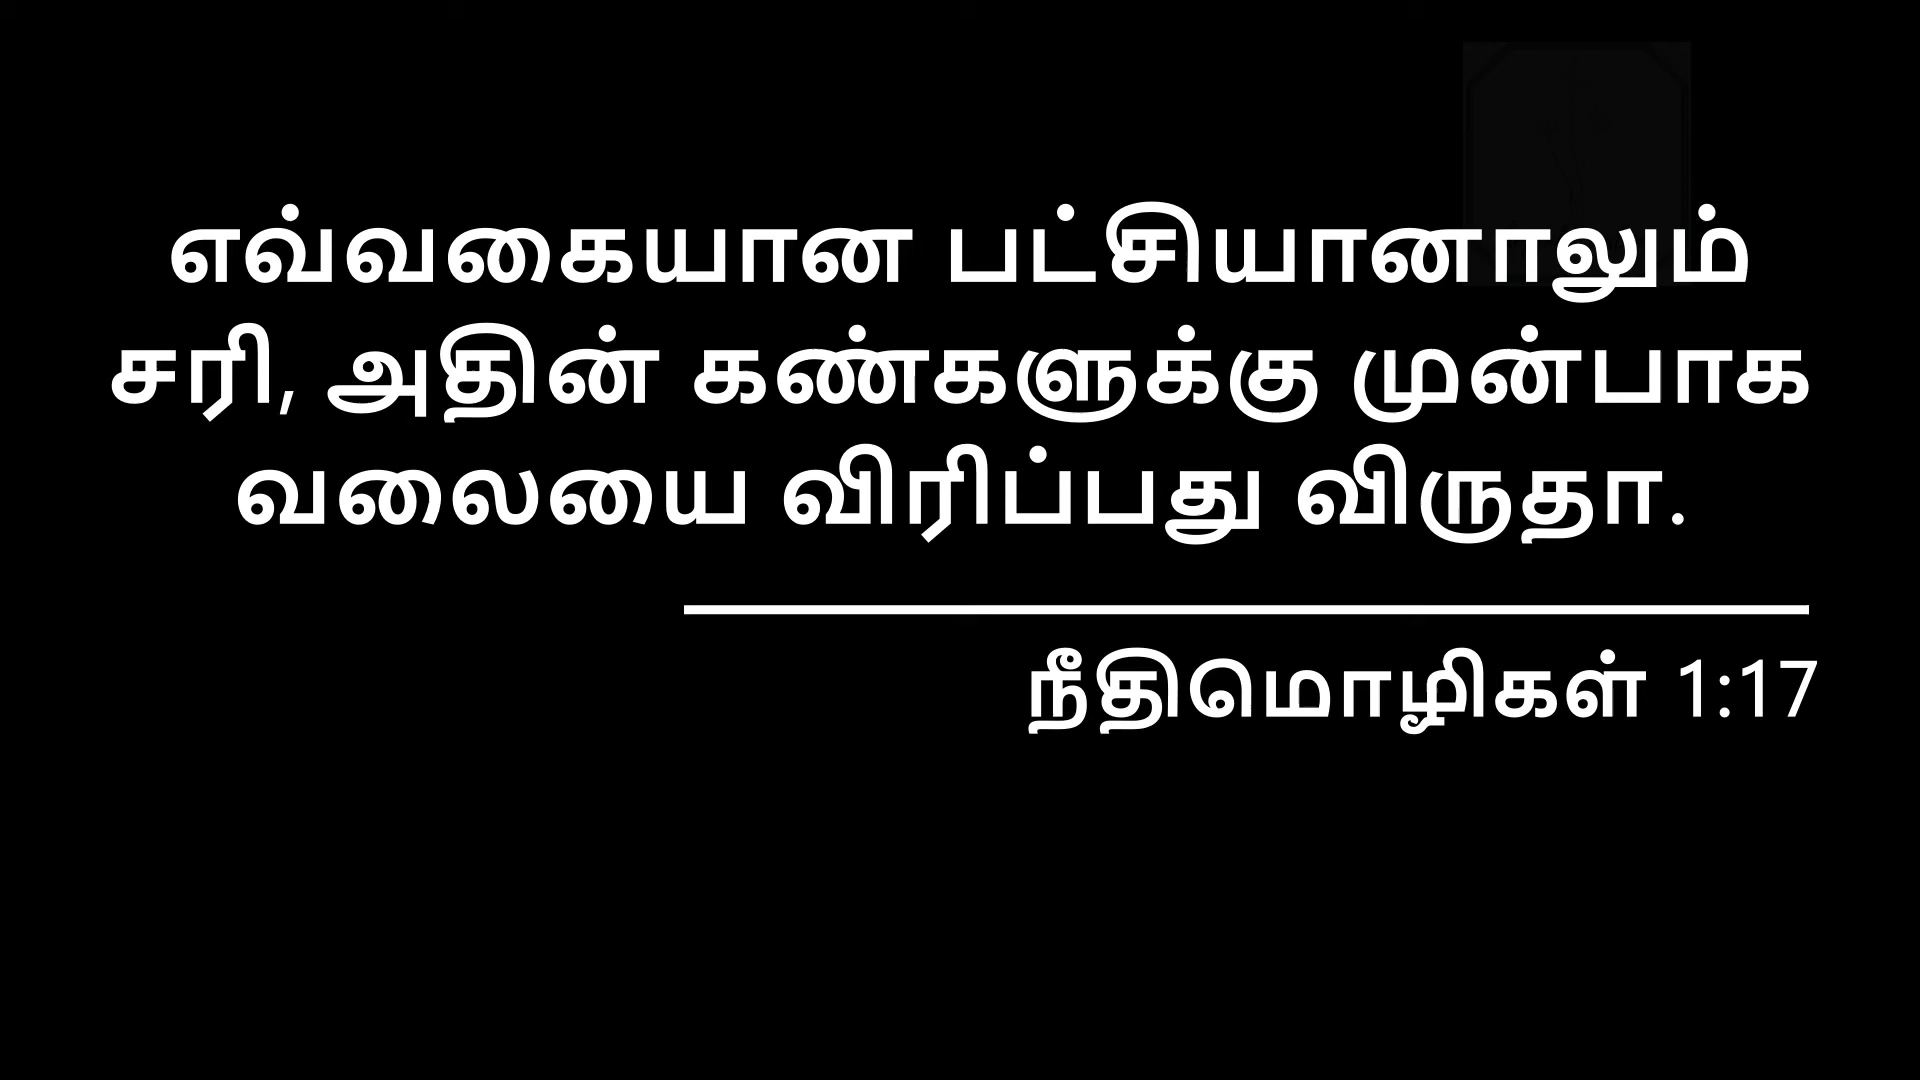 எவ்வகையான பட்சியானாலும்
சரி, அதின் கண்களுக்கு முன்பாக
வலையை விரிப்பது விருதா.
நீதிமொழிகள் 1:17